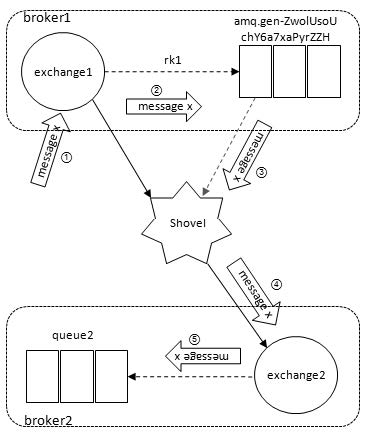 broker1
amq.gen-ZwolUsoU
chY6a7xaPyrZZH
exchange1
rk1
②
message x
message x
①
message x
③
Shovel
④
message x
queue2
⑤
message x
exchange2
broker2